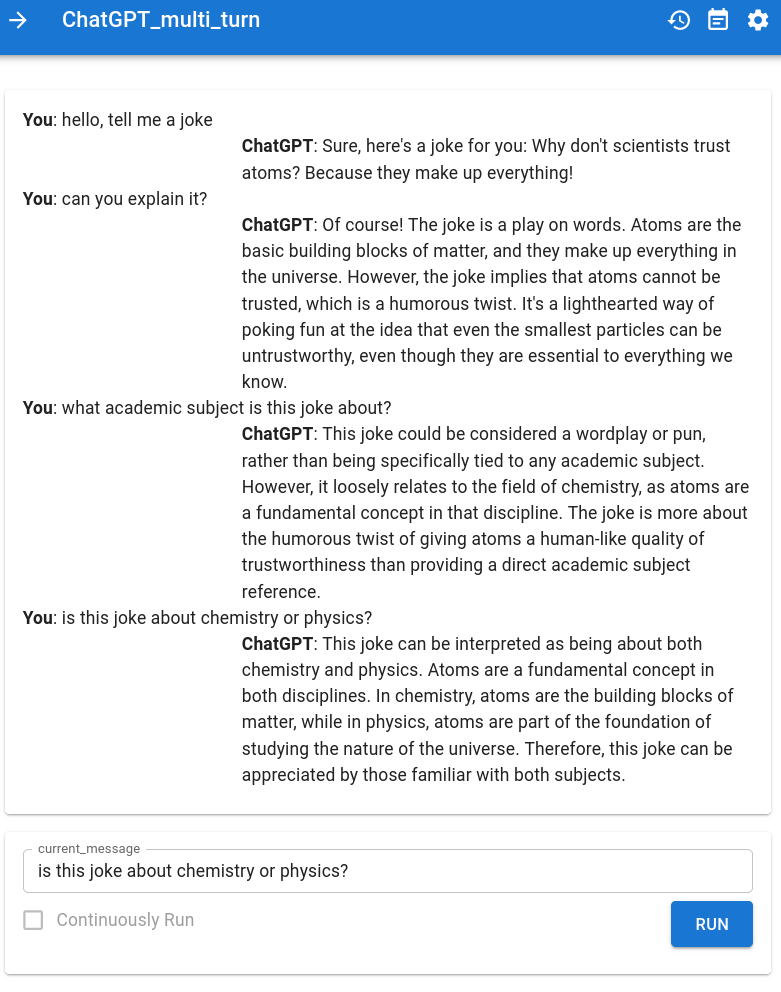 ChatGPT_multi_turn
You: hello, tell me a joke
ChatGPT: Sure, here's a joke for you: Why don't scientists trust
atoms? Because they make up everything!
You: can you explain it?
ChatGPT: Of course! The joke is a play on words. Atoms are the
basic building blocks of matter, and they make up everything in
the universe. However, the joke implies that atoms cannot be
trusted, which is a humorous twist. It's a lighthearted way of
poking fun at the idea that even the smallest particles can be
untrustworthy, even though they are essential to everything we
know.
You: what academic subject is this joke about?
ChatGPT: This joke could be considered a wordplay or pun,
rather than being specifically tied to any academic subject.
However, it loosely relates to the field of chemistry, as atoms are
a fundamental concept in that discipline. The joke is more about
the humorous twist of giving atoms a human-like quality of
trustworthiness than providing a direct academic subject
reference.
You: is this joke about chemistry or physics?
ChatGPT: This joke can be interpreted as being about both
chemistry and physics. Atoms are a fundamental concept in
both disciplines. In chemistry, atoms are the building blocks of
matter, while in physics, atoms are part of the foundation of
studying the nature of the universe. Therefore, this joke can be
appreciated by those familiar with both subjects.
current_message
is this joke about chemistry or physics?
Continuously Run
RUN